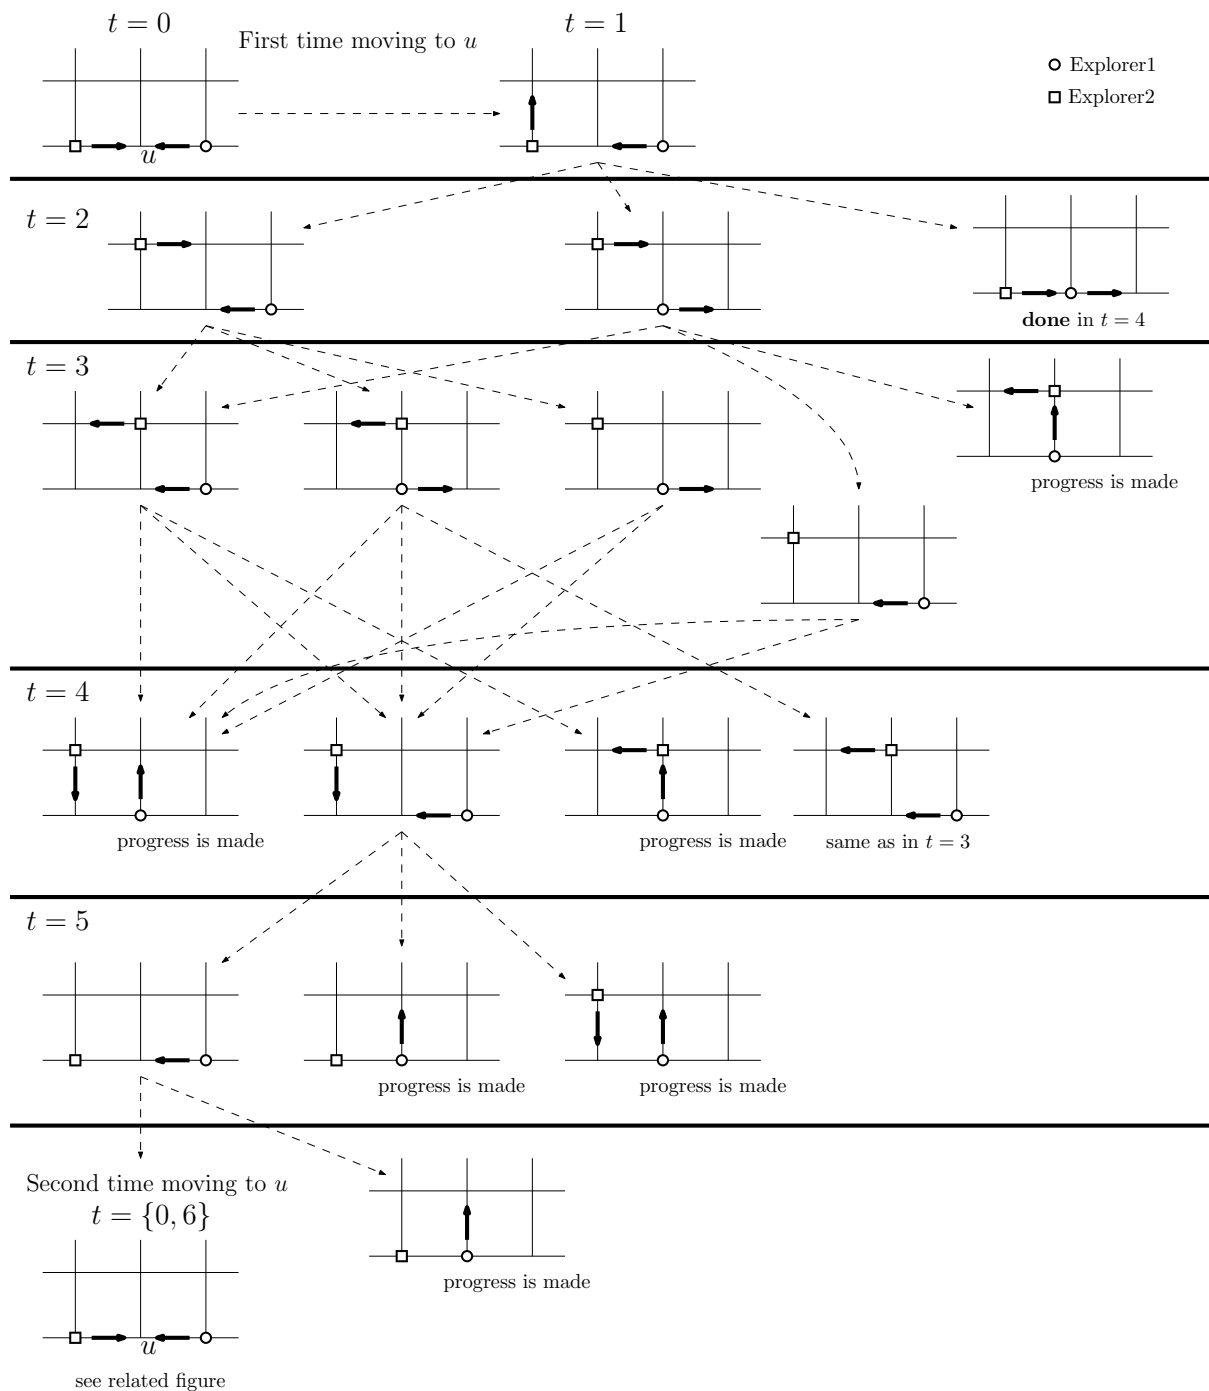 t = 0
First time moving to u
t = 1
Explorer1
Explorer2
u
t = 2
done in t = 4
t = 3
progress is made
t = 4
progress is made
progress is made
same as in t = 3
t = 5
progress is made
progress is made
Second time moving to u
t = {0, 6}
progress is made
u
see related figure